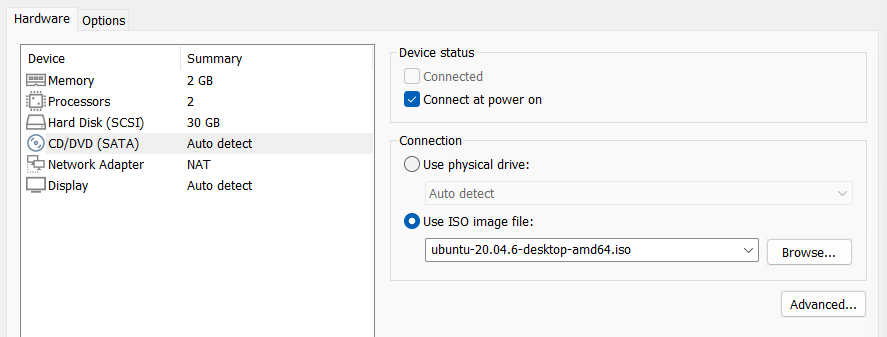 Hardware
Options
Device Summary
Memory 2 GB
Processors 2
Hard Disk (SCSI) 30 GB
CD/DVD (SATA) Auto detect
Network Adapter NAT
Display Auto detect
Device status
Connected
Connect at power on
Connection
Use physical drive:
Auto detect
Use ISO image file:
ubuntu-20.04.6-desktop-amd64.iso
Browse...
Advanced...